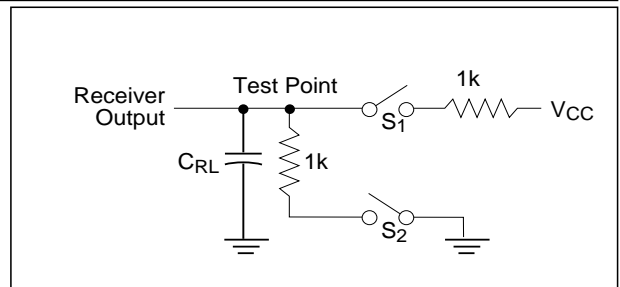 Receiver
Output
Test Point
1k
S1
VCC
CRL
1k
S2